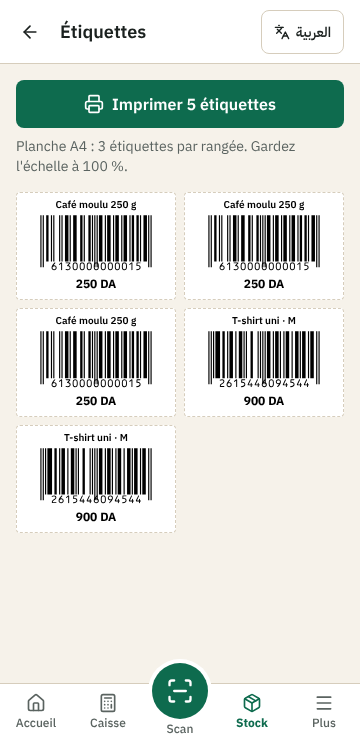 Étiquettes
العربية
Imprimer 5 étiquettes
Planche A4 : 3 étiquettes par rangée. Gardez
l'échelle à 100 %.
Café moulu 250 g
6130000000015
250 DA
Café moulu 250 g
6130000000015
250 DA
Café moulu 250 g
6130000000015
250 DA
T-shirt uni · M
2615446094544
900 DA
T-shirt uni · M
2615446094544
900 DA
Accueil
Caisse
Scan
Stock
Plus